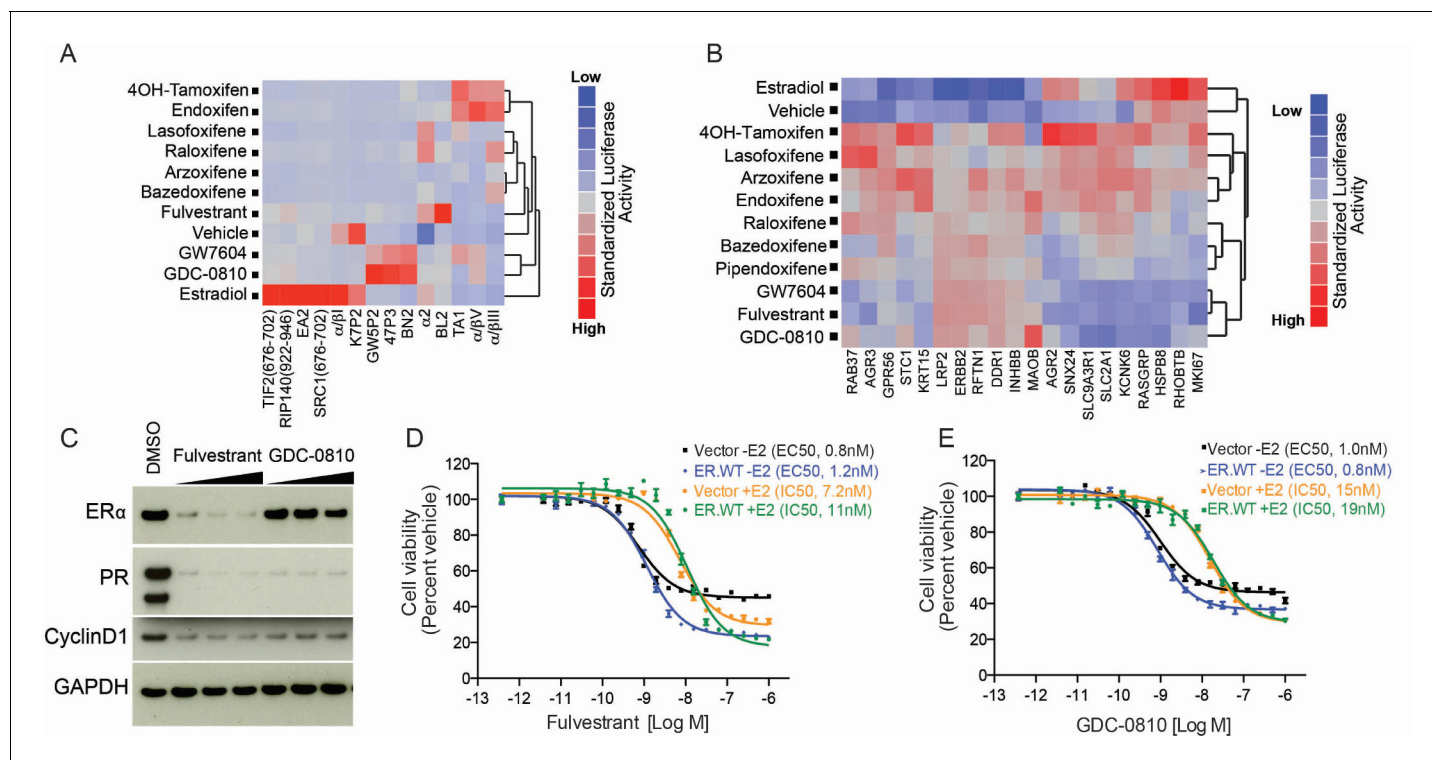 A
4OH-Tamoxifen
Endoxifen
Lasofoxifene
Raloxifene
Arzoxifene
Bazedoxifene
Fulvestrant
Vehicle
GW7604
GDC-0810
Estradiol
TIF2(676-702)
RIP140(922-946)
EA2
SRC1(676-702)
α/βI
K7P2
GW5P2
47P3
BN2
α2
BL2
TA1
α/βV
α/βIII
Low
Standardized Luciferase
Activity
High
B
Estradiol
Vehicle
4OH-Tamoxifen
Lasofoxifene
Arzoxifene
Endoxifene
Raloxifene
Bazedoxifene
Pipendoxifene
GW7604
Fulvestrant
GDC-0810
RAB37
AGR3
GPR56
STC1
KRT15
LRP2
ERBB2
RFTN1
DDR1
INHBB
MAOB
AGR2
SNX24
SLC9A3R1
SLC2A1
KCNK6
RASGRP
HSPB8
RHOBTB
MKI67
Low
Standardized Luciferase
Activity
High
C
DMSO
Fulvestrant GDC-0810
ERα
PR
CyclinD1
GAPDH
D
Vector -E2 (EC50, 0.8nM)
ER.WT -E2 (EC50, 1.2nM)
Vector +E2 (IC50, 7.2nM)
ER.WT +E2 (IC50, 11nM)
Cell viability
(Percent vehicle)
120
100
80
60
40
20
0
-13 -12 -11 -10 -9 -8 -7 -6
Fulvestrant [Log M]
E
Vector -E2 (EC50, 1.0nM)
ER.WT -E2 (EC50, 0.8nM)
Vector +E2 (IC50, 15nM)
ER.WT +E2 (IC50, 19nM)
Cell viability
(Percent vehicle)
120
100
80
60
40
20
0
-13 -12 -11 -10 -9 -8 -7 -6
GDC-0810 [Log M]